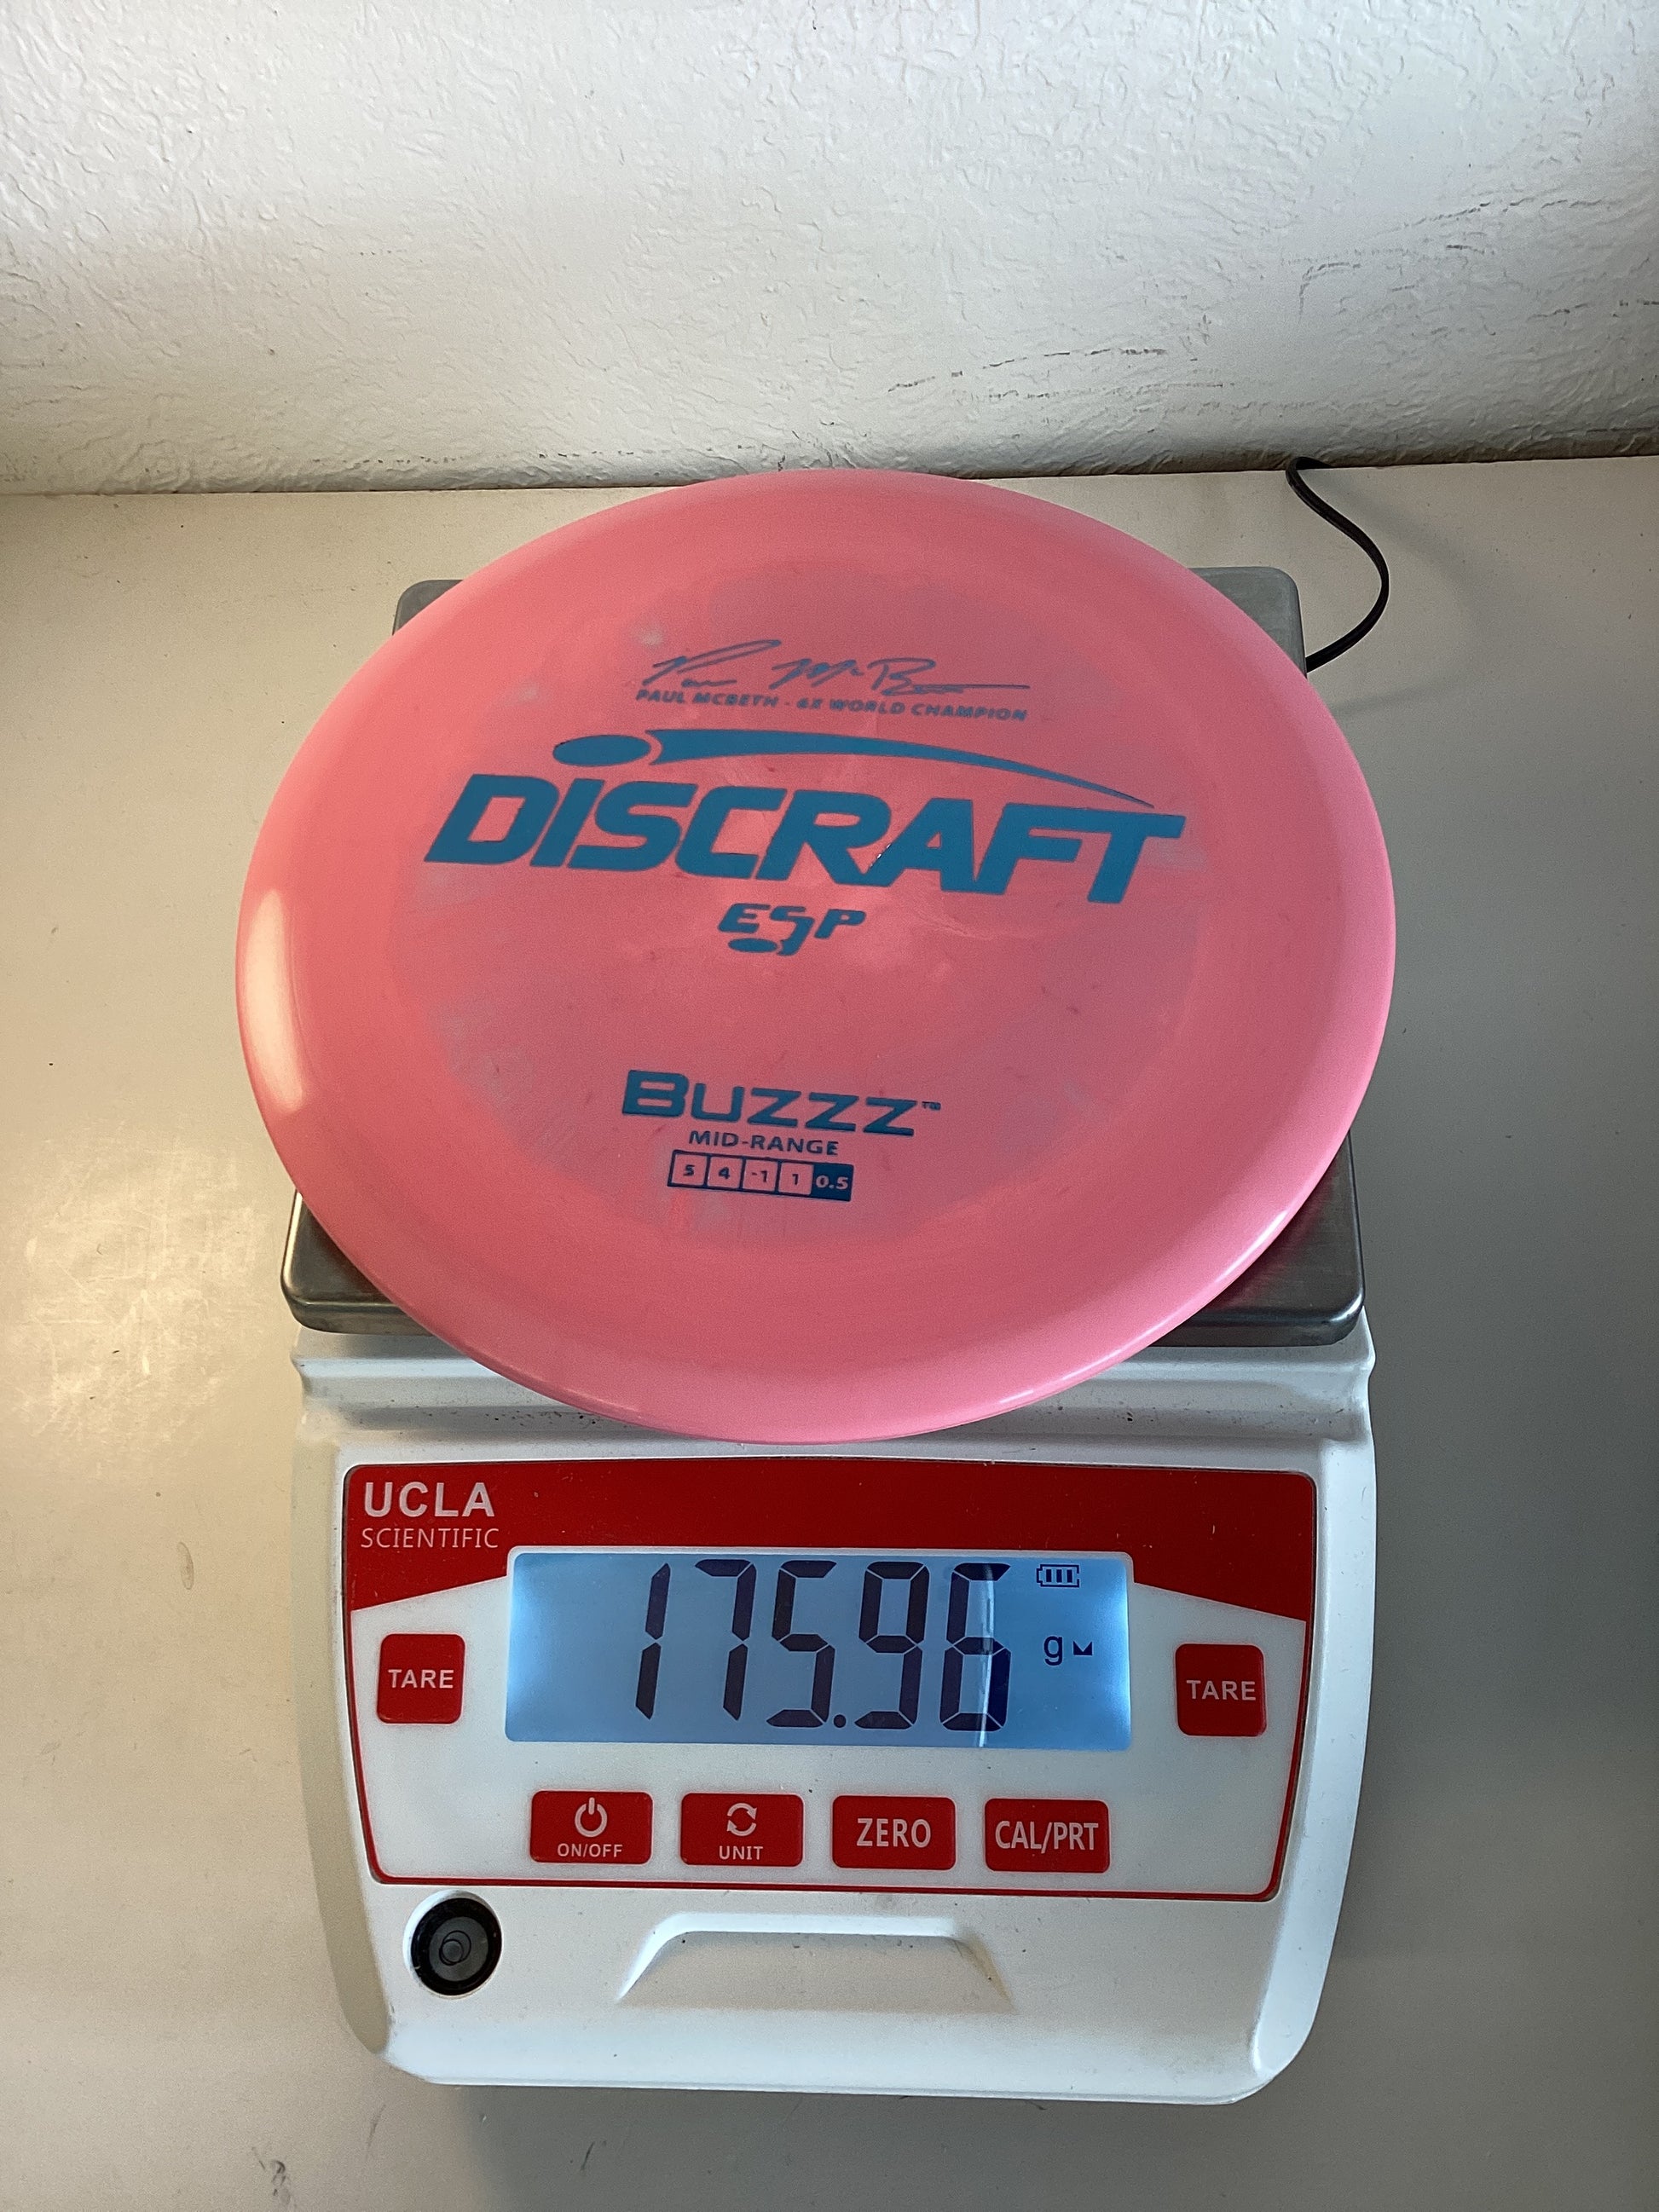 PAUL MCBETH - 6X WORLD CHAMPION
DISCRAFT
ESP
BUZZZ™
MID-RANGE
5 4 -1 1 0.5
UCLA
SCIENTIFIC
175.96 g
TARE
TARE
ON/OFF
UNIT
ZERO
CAL/PRT